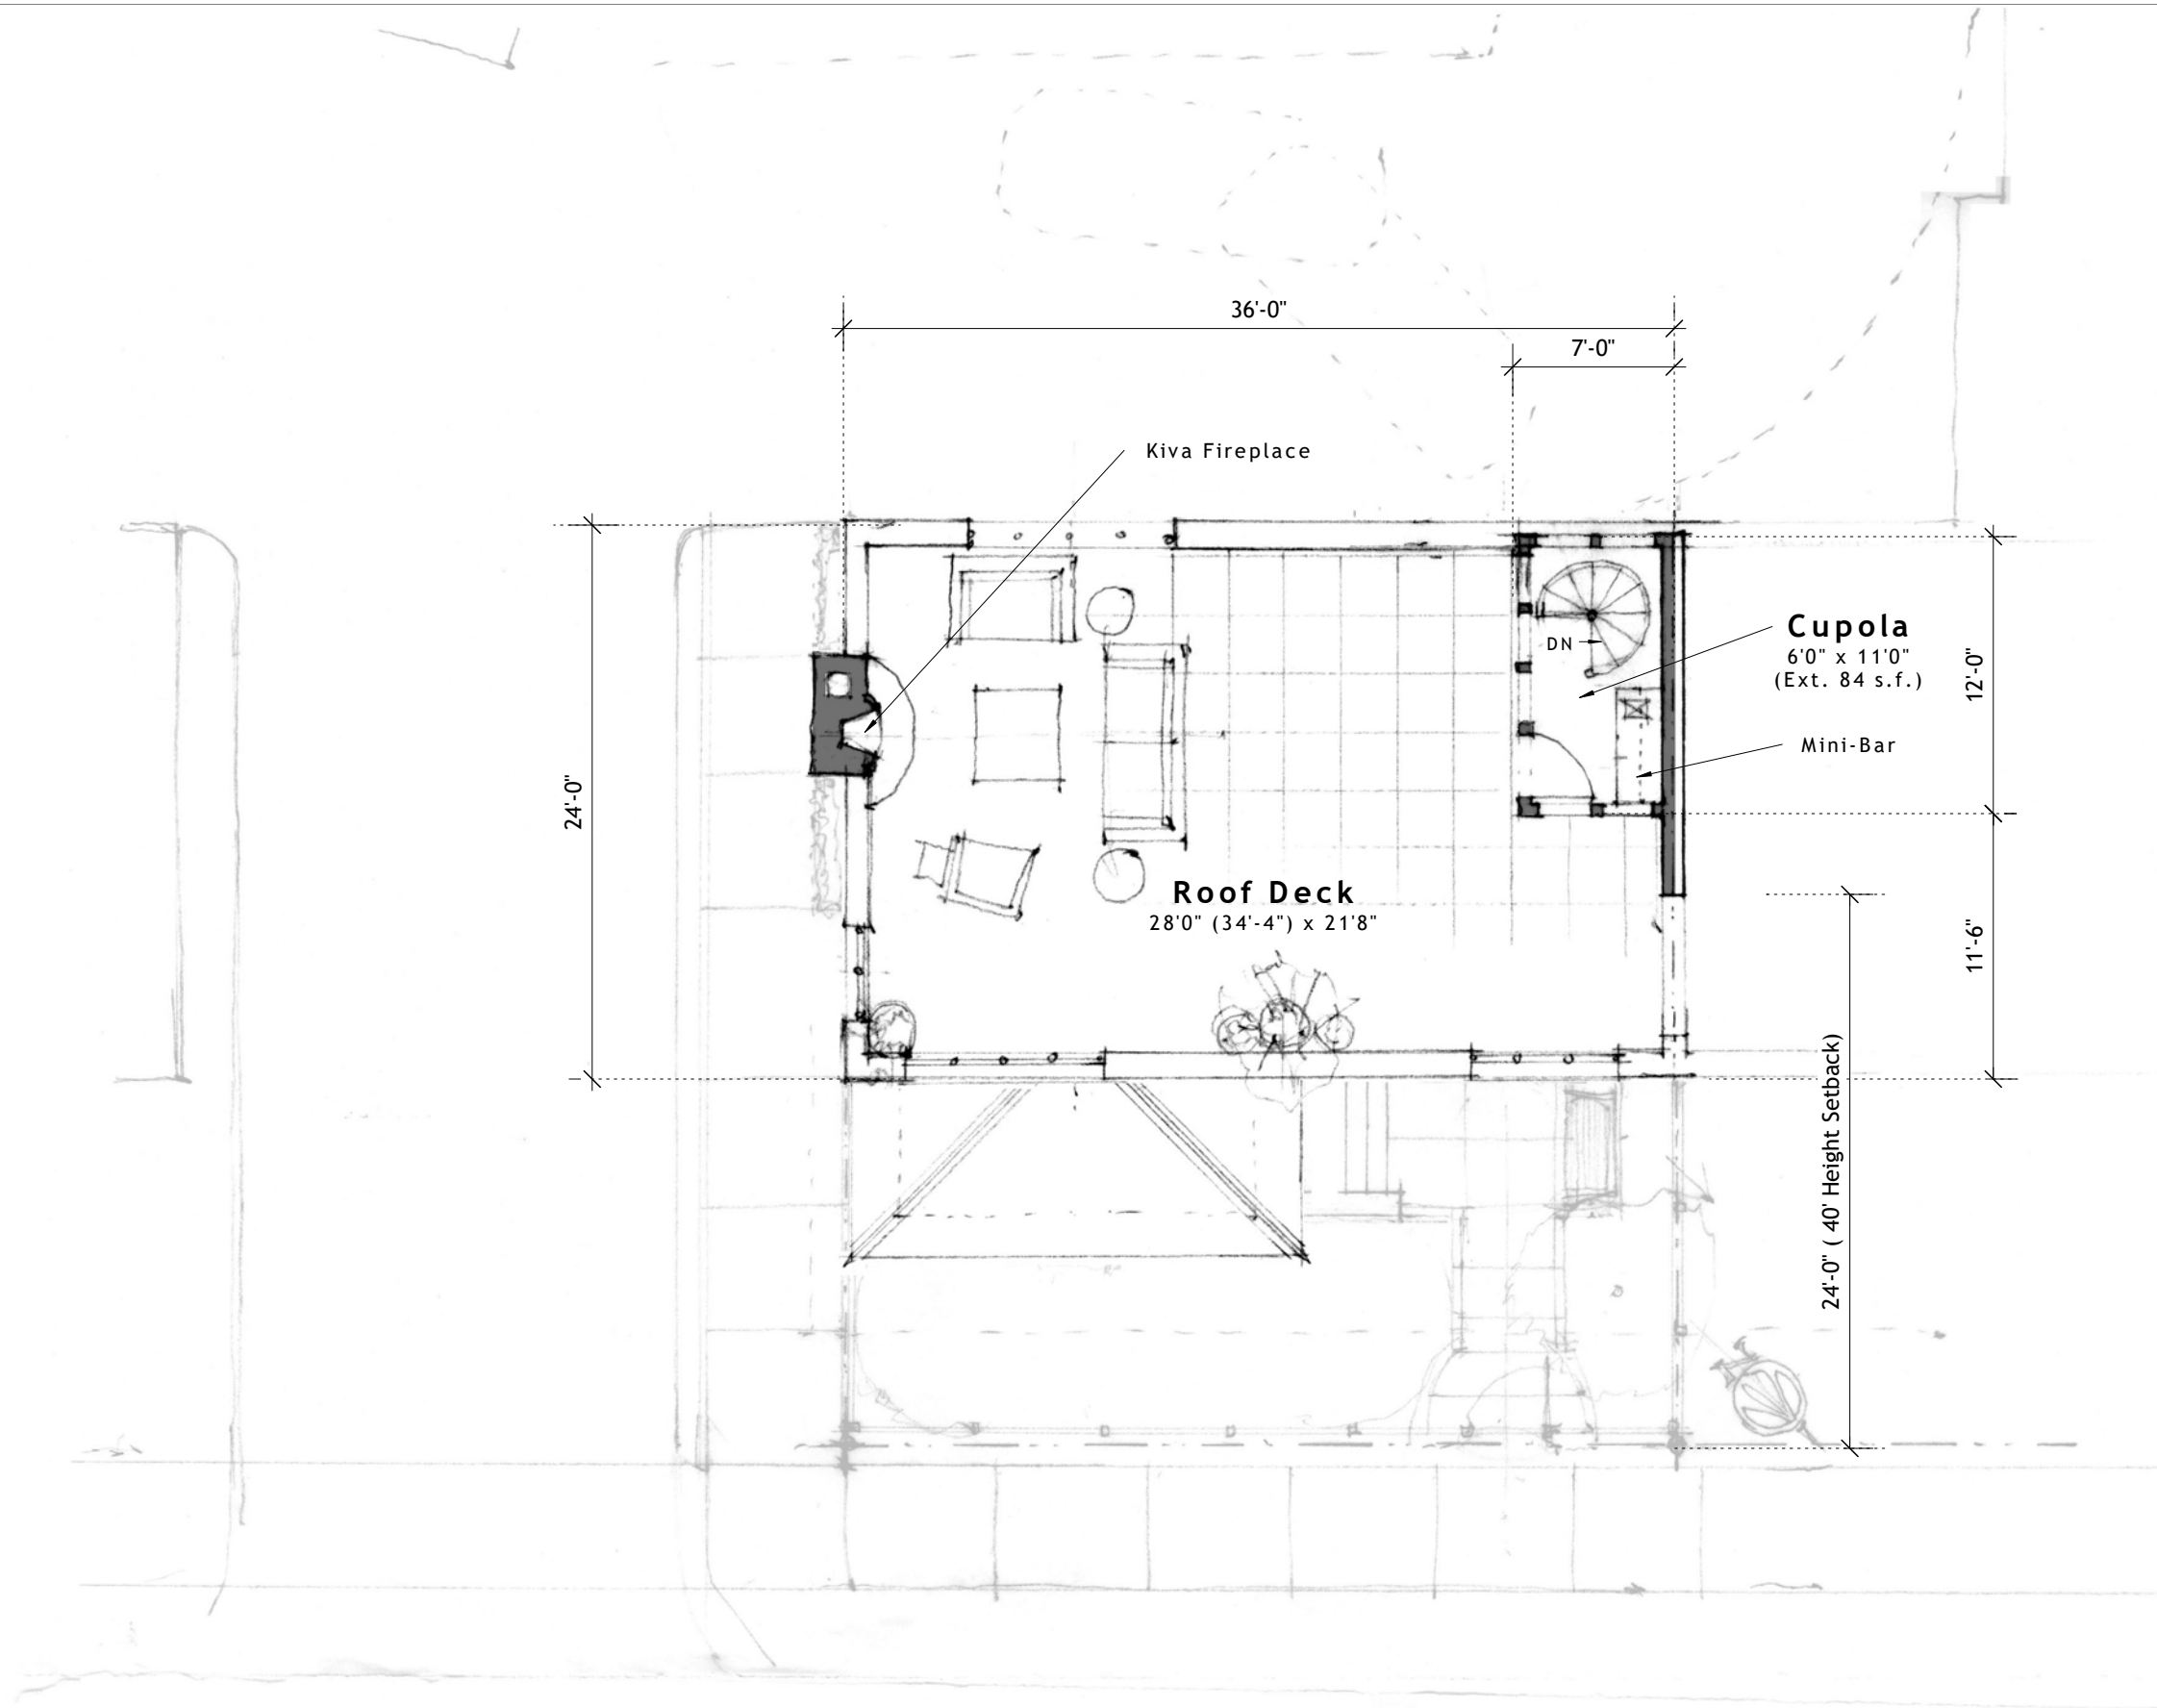 36'-0"
7'-0"
Kiva Fireplace
Cupola
6'0" x 11'0"
(Ext. 84 s.f.)
DN
12'-0"
Mini-Bar
24'-0"
Roof Deck
28'0" (34'-4") x 21'8"
11'-6"
24'-0" ( 40' Height Setback)